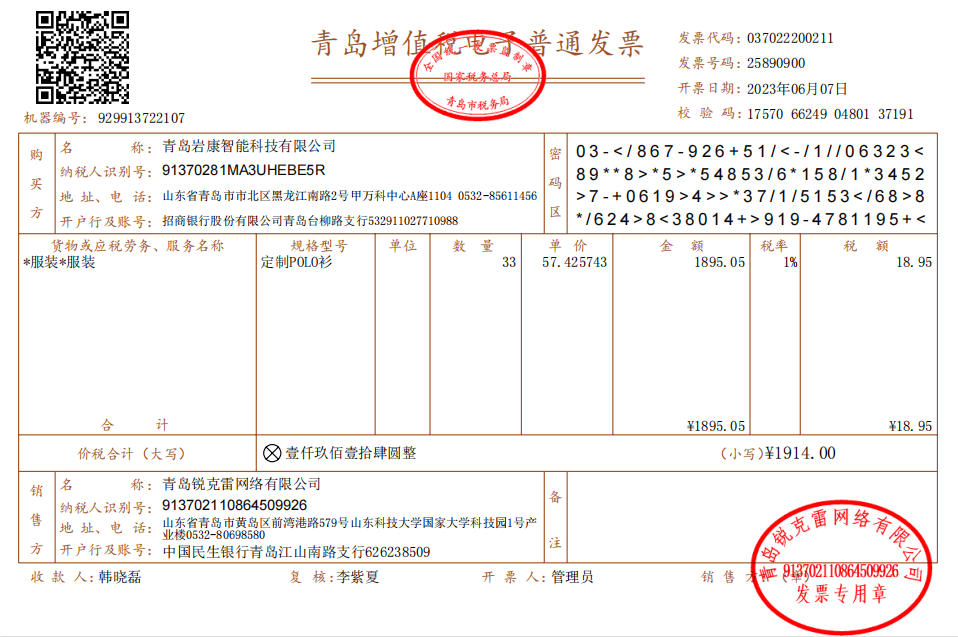 青岛增值税电子普通发票
全国统一发票监制章
国家税务总局
青岛市税务局
发票代码：037022200211
发票号码：25890900
开票日期：2023年06月07日
校 验 码：17570 66249 04801 37191
机器编号：929913722107
购买方
名 称：青岛岩康智能科技有限公司
纳税人识别号：91370281MA3UHEBE5R
地 址、电 话：山东省青岛市市北区黑龙江南路2号甲万科中心A座1104 0532-85611456
开户行及账号：招商银行股份有限公司青岛台柳路支行532911027710988
密码区
03-</867-926+51/<-/1//06323<
89**8>*5>*54853/6*158/1*3452
>7-+0619>4>>*37/1/5153</68>8
*/624>8<38014+>919-4781195+<
货物或应税劳务、服务名称 规格型号 单位 数 量 单 价 金 额 税率 税 额
*服装*服装 定制POLO衫 33 57.425743 1895.05 1% 18.95
合 计 ¥1895.05 ¥18.95
价税合计（大写） ⊗壹仟玖佰壹拾肆圆整 （小写）¥1914.00
销售方
名 称：青岛锐克雷网络有限公司
纳税人识别号：913702110864509926
地 址、电 话：山东省青岛市黄岛区前湾港路579号山东科技大学国家大学科技园1号产
业楼0532-80698580
开户行及账号：中国民生银行青岛江山南路支行626238509
备注
收 款 人：韩晓磊 复 核：李紫夏 开 票 人：管理员 销 售 方：（章）
青岛锐克雷网络有限公司
913702110864509926
发票专用章